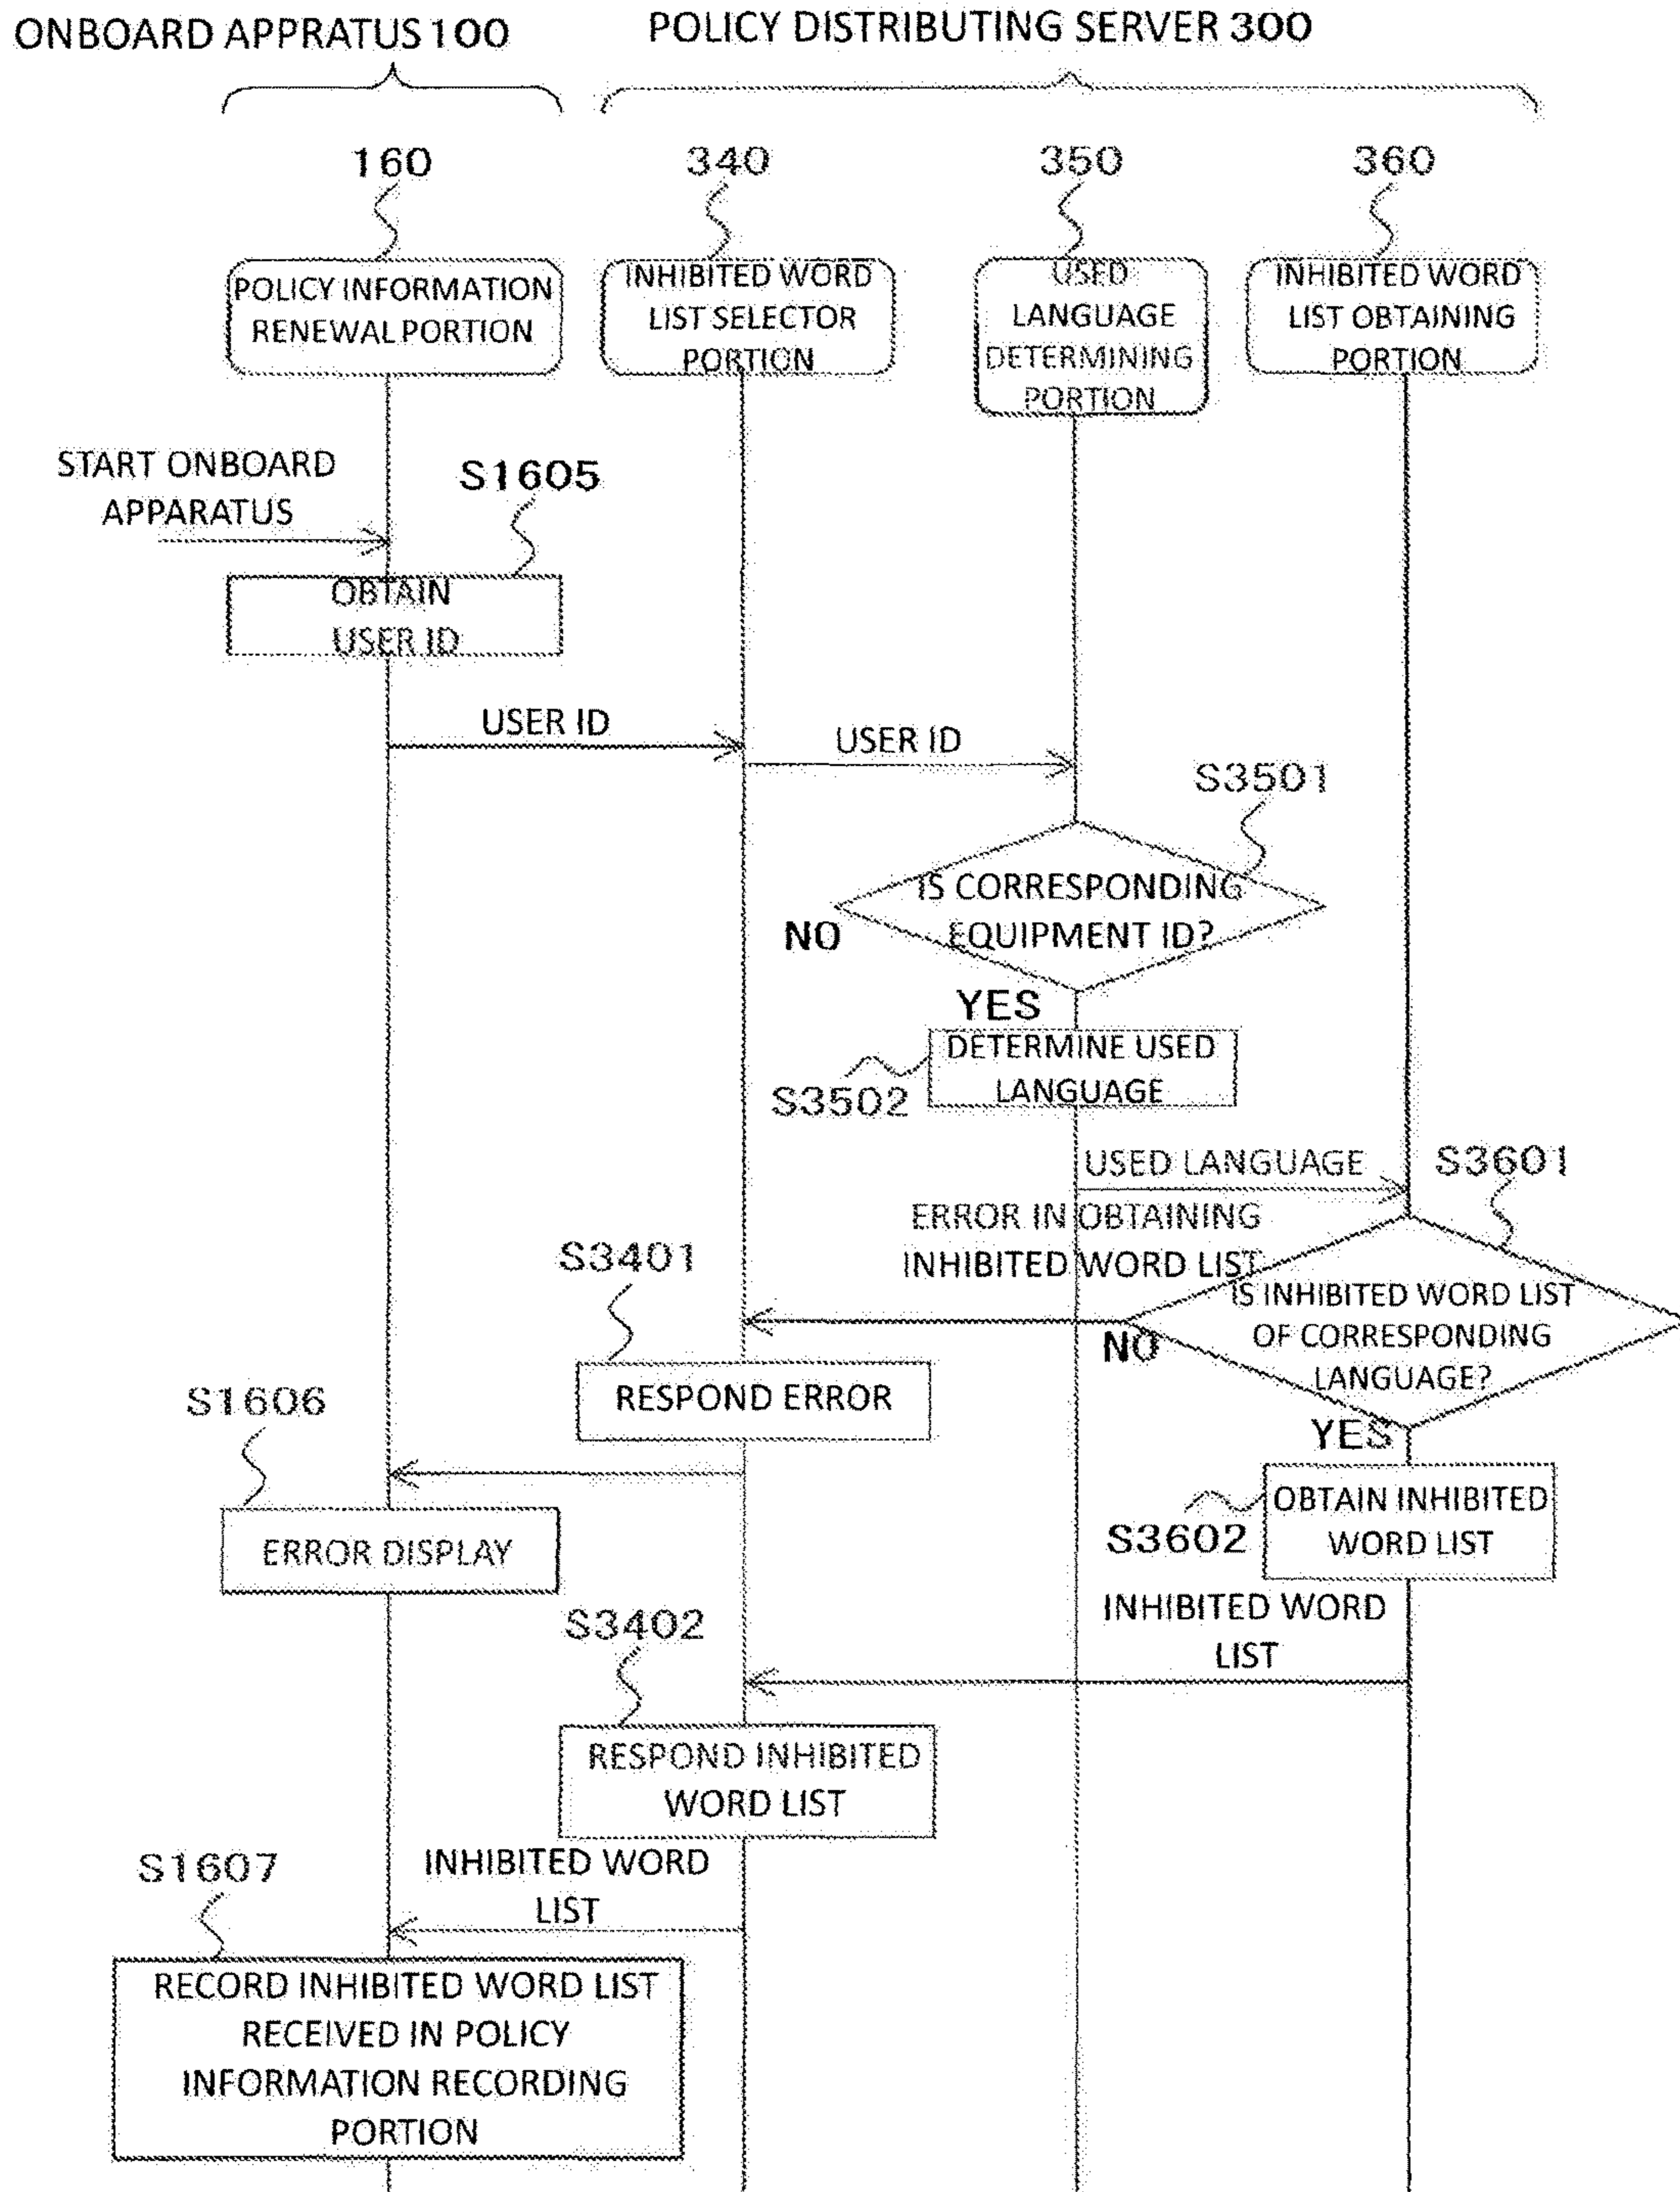 ONBOARD APPRATUS 100
POLICY DISTRIBUTING SERVER 300
160
340
350
360
POLICY INFORMATION
RENEWAL PORTION
INHIBITED WORD
LIST SELECTOR
PORTION
USED
LANGUAGE
DETERMINING
PORTION
INHIBITED WORD
LIST OBTAINING
PORTION
START ONBOARD
APPARATUS
S1605
OBTAIN
USER ID
USER ID
USER ID
S3501
IS CORRESPONDING
EQUIPMENT ID?
NO
YES
DETERMINE USED
LANGUAGE
S3502
USED LANGUAGE
S3601
ERROR IN OBTAINING
INHIBITED WORD LIST
S3401
IS INHIBITED WORD LIST
OF CORRESPONDING
LANGUAGE?
NO
RESPOND ERROR
YES
S1606
OBTAIN INHIBITED
WORD LIST
S3602
ERROR DISPLAY
S3402
INHIBITED WORD
LIST
RESPOND INHIBITED
WORD LIST
S1607
INHIBITED WORD
LIST
RECORD INHIBITED WORD LIST
RECEIVED IN POLICY
INFORMATION RECORDING
PORTION